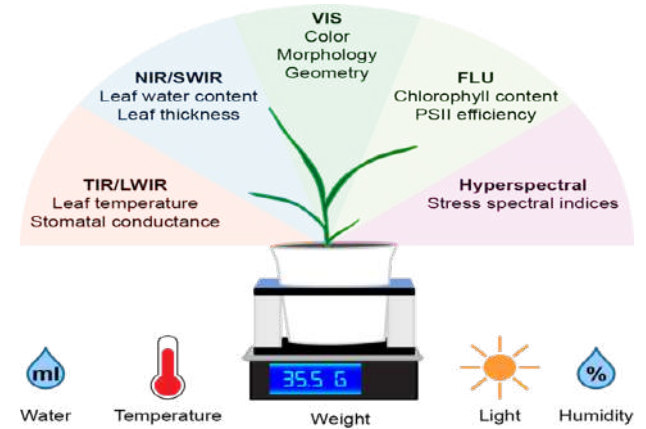 VIS
Color
Morphology
Geometry
NIR/SWIR
Leaf water content
Leaf thickness
FLU
Chlorophyll content
PSII efficiency
TIR/LWIR
Leaf temperature
Stomatal conductance
Hyperspectral
Stress spectral indices
35.5 G
ml
%
Water
Temperature
Weight
Light
Humidity